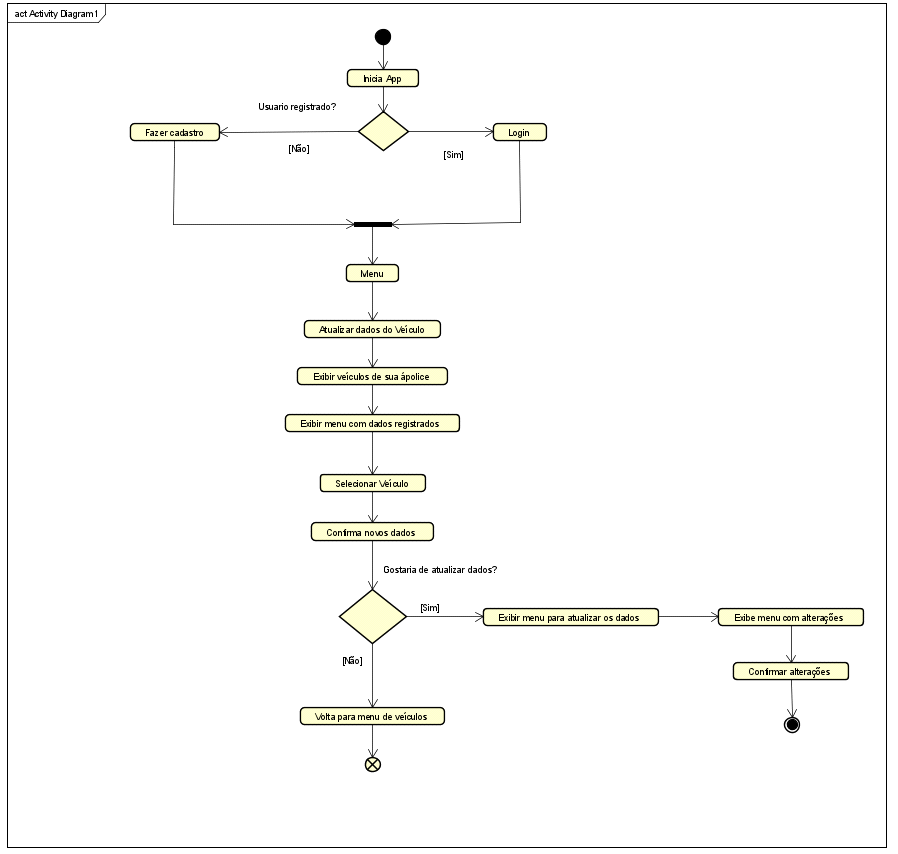 act Activity Diagram1
Inicia App
Usuario registrado?
Fazer cadastro
Login
[Não]
[Sim]
Menu
Atualizar dados do Veículo
Exibir veículos de sua ápolice
Exibir menu com dados registrados
Selecionar Veículo
Confirma novos dados
Gostaria de atualizar dados?
[Sim]
Exibir menu para atualizar os dados
Exibe menu com alterações
[Não]
Confirmar alterações
Volta para menu de veículos